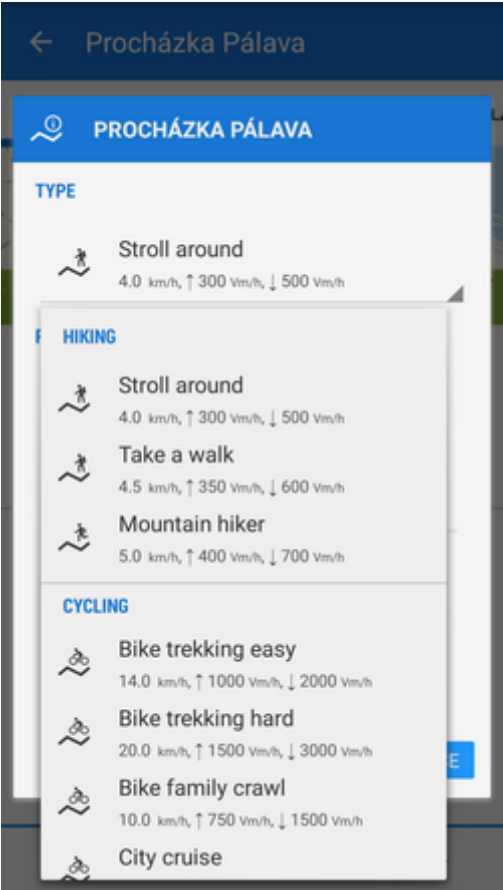 Procházka Pálava
PROCHÁZKA PÁLAVA
TYPE
Stroll around
4.0 km/h, ↑ 300 Vm/h, ↓ 500 Vm/h
HIKING
Stroll around
4.0 km/h, ↑ 300 Vm/h, ↓ 500 Vm/h
Take a walk
4.5 km/h, ↑ 350 Vm/h, ↓ 600 Vm/h
Mountain hiker
5.0 km/h, ↑ 400 Vm/h, ↓ 700 Vm/h
CYCLING
Bike trekking easy
14.0 km/h, ↑ 1000 Vm/h, ↓ 2000 Vm/h
Bike trekking hard
20.0 km/h, ↑ 1500 Vm/h, ↓ 3000 Vm/h
Bike family crawl
10.0 km/h, ↑ 750 Vm/h, ↓ 1500 Vm/h
City cruise